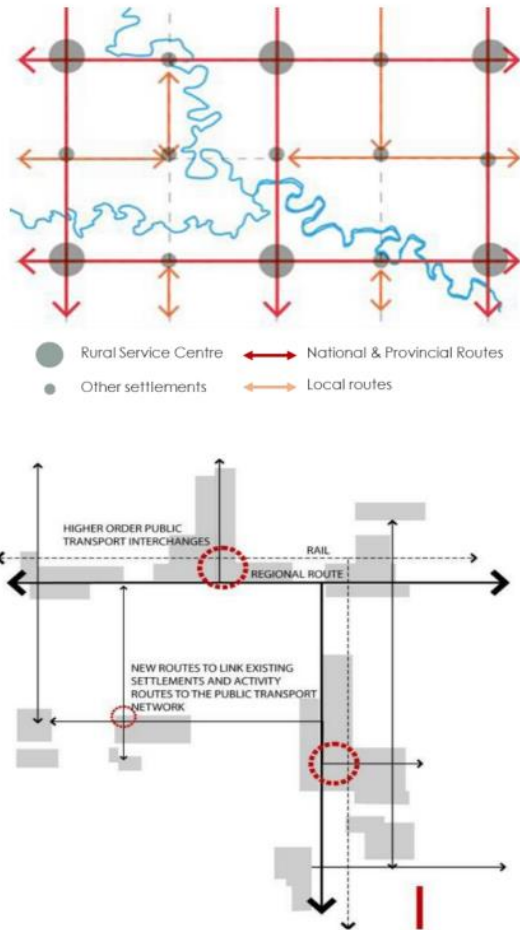 Rural Service Centre
National & Provincial Routes
Other settlements
Local routes
HIGHER ORDER PUBLIC
TRANSPORT INTERCHANGES
RAIL
REGIONAL ROUTE
NEW ROUTES TO LINK EXISTING
SETTLEMENTS AND ACTIVITY
ROUTES TO THE PUBLIC TRANSPORT
NETWORK